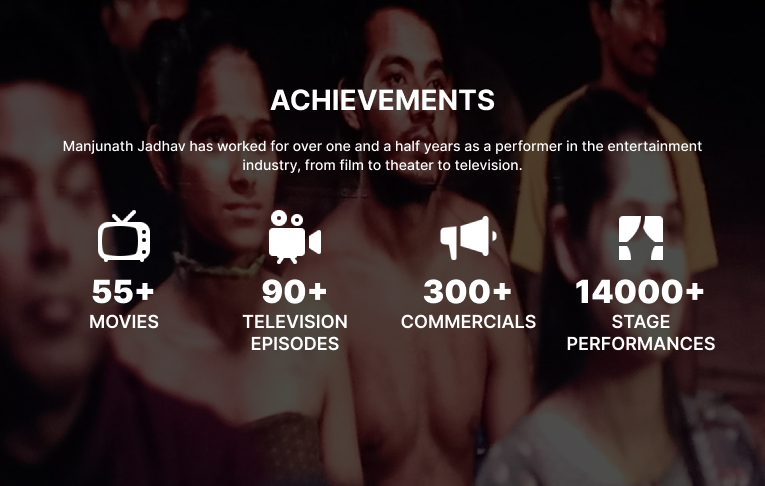 ACHIEVEMENTS
Manjunath Jadhav has worked for over one and a half years as a performer in the entertainment
industry, from film to theater to television.
55+
MOVIES
90+
TELEVISION
EPISODES
300+
COMMERCIALS
14000+
STAGE
PERFORMANCES